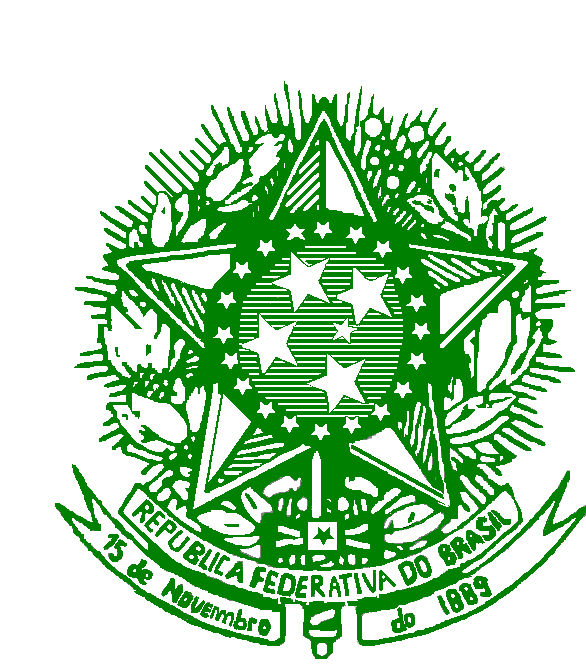 REPUBLICA FEDERATIVA DO BRASIL
15 de Novembro do 1889